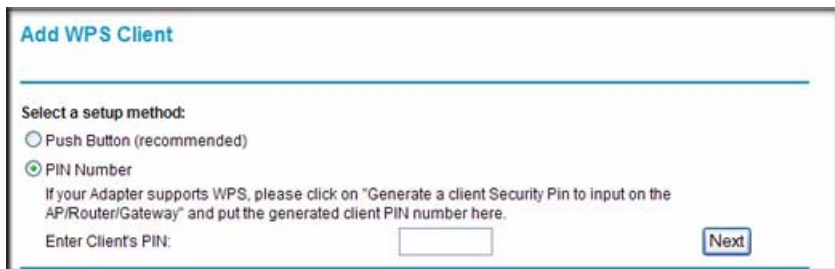 Add WPS Client
Select a setup method:
Push Button (recommended)
PIN Number
If your Adapter supports WPS, please click on "Generate a client Security Pin to input on the
AP/Router/Gateway" and put the generated client PIN number here.
Enter Client's PIN:
Next